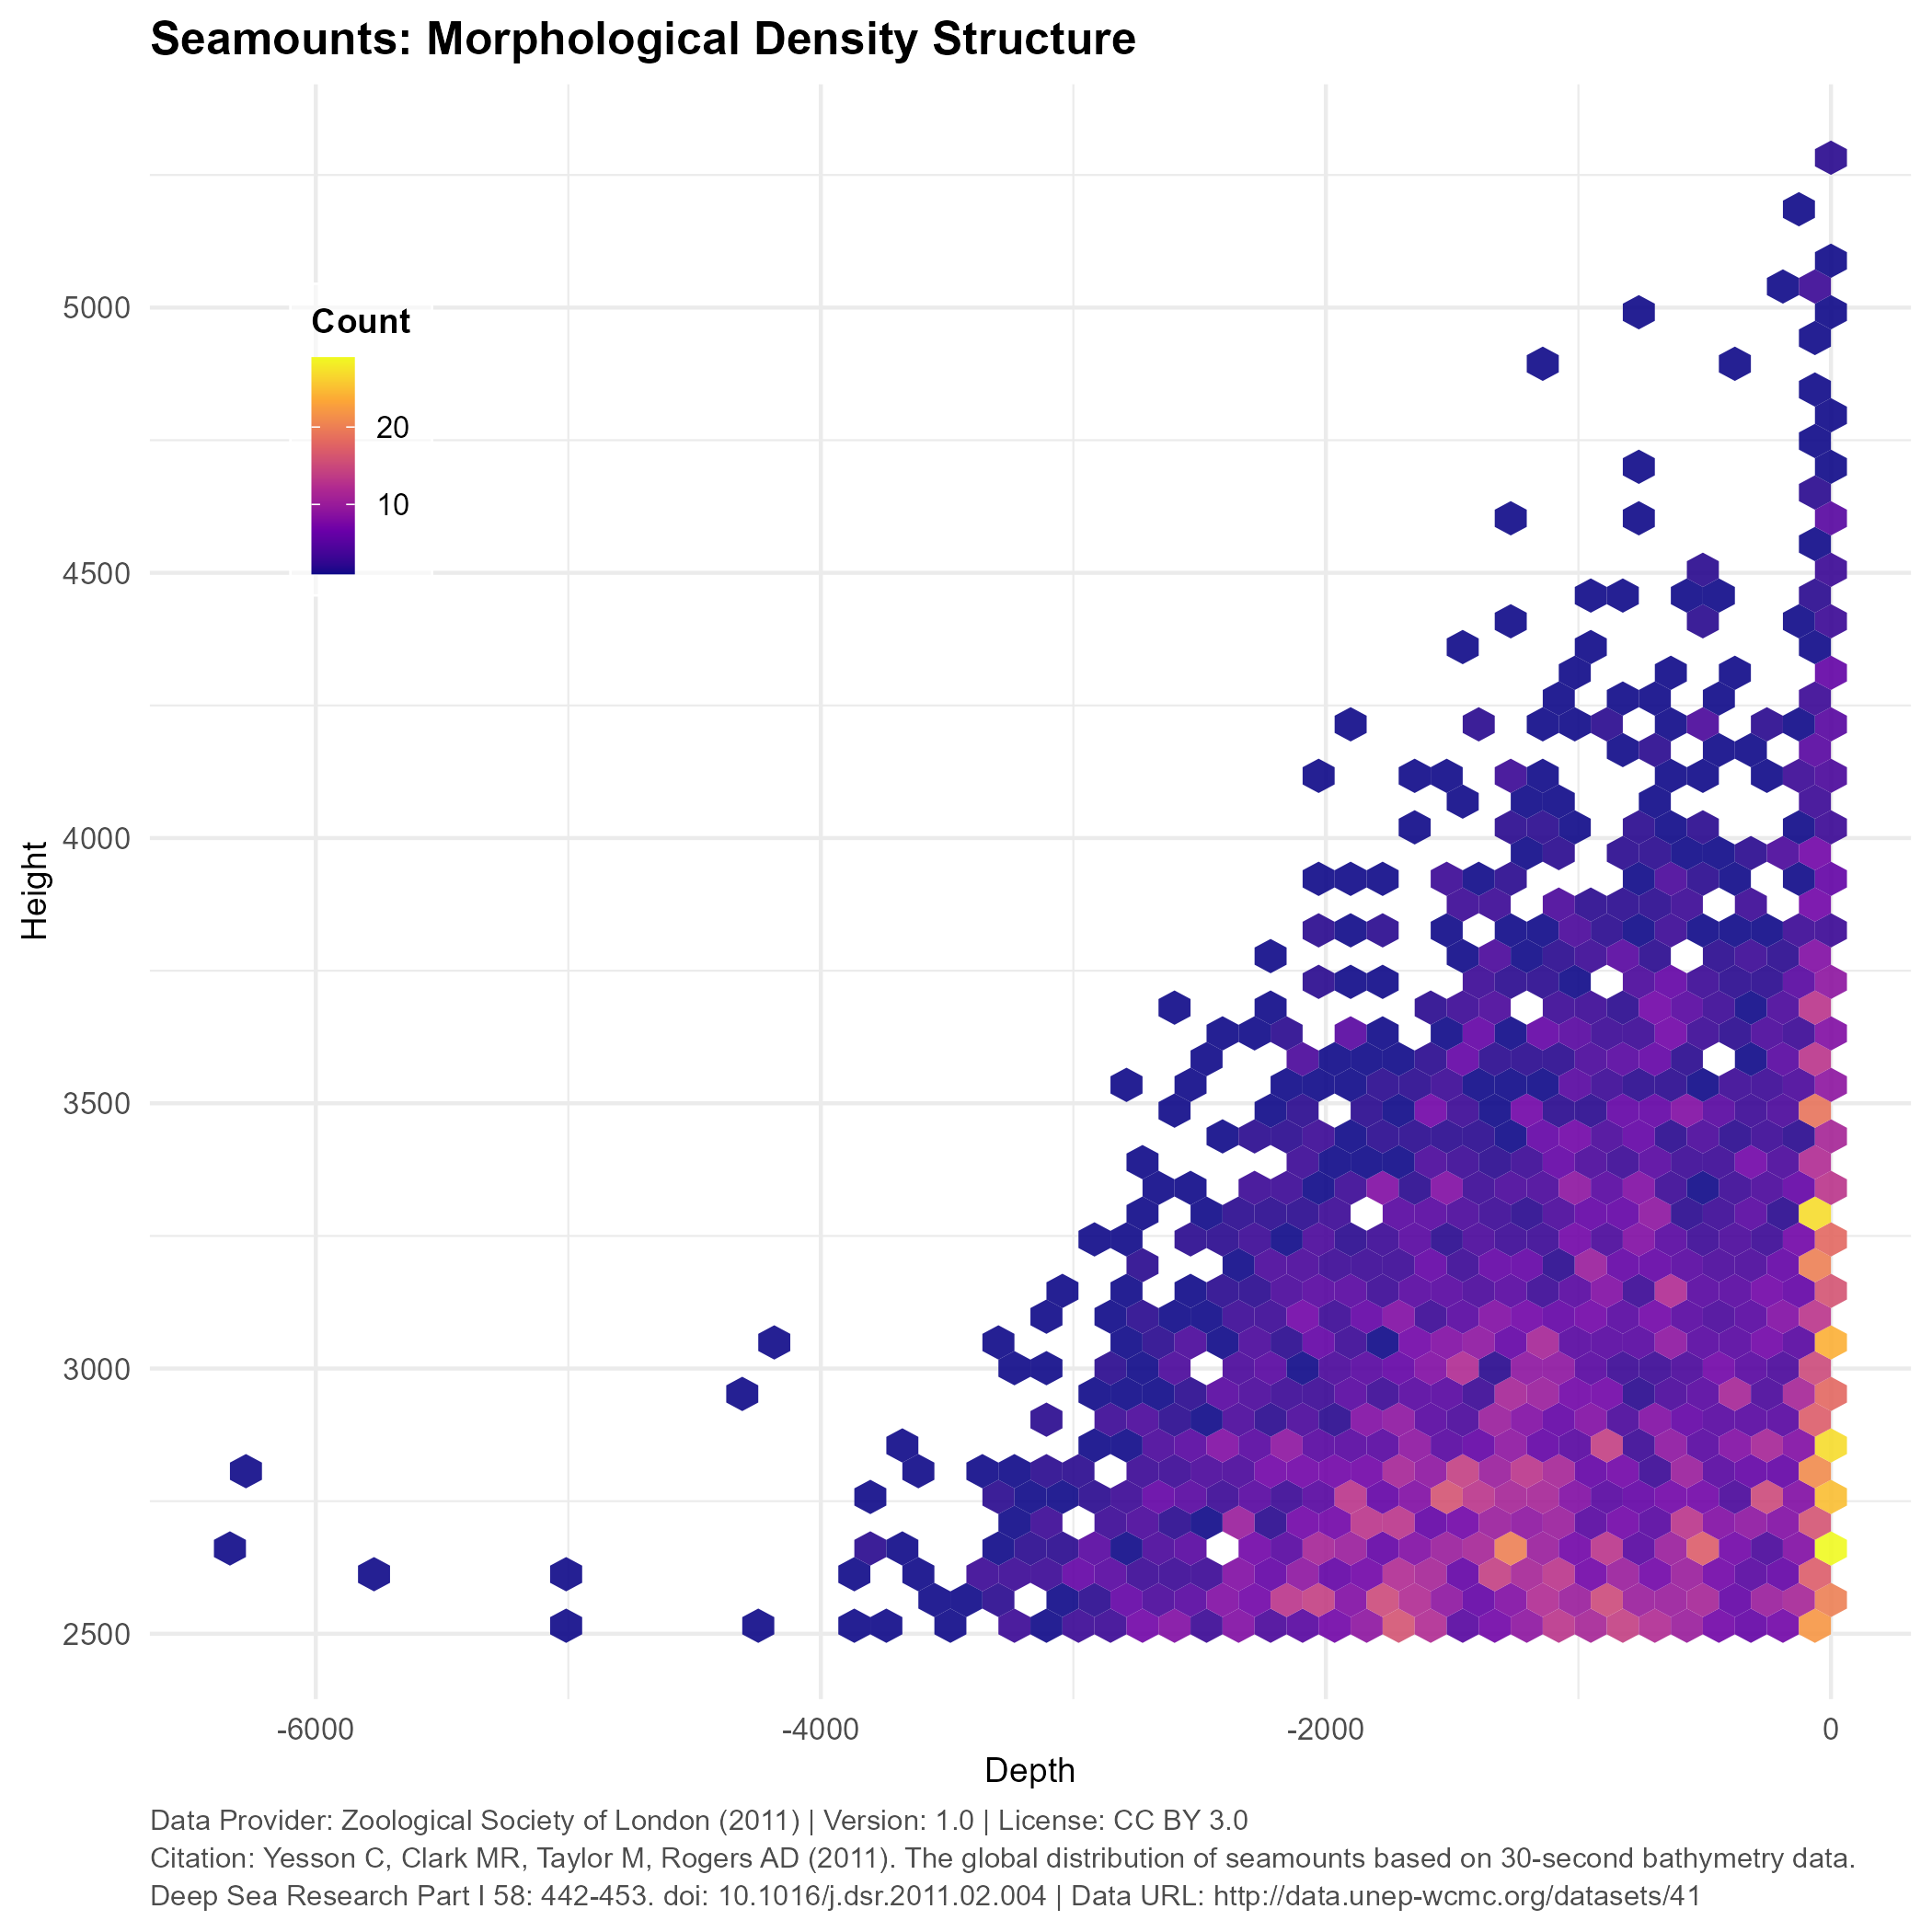 Seamounts: Morphological Density Structure
Count
20
10
5000
4500
4000
3500
3000
2500
Height
-6000 -4000 -2000 0
Depth
Data Provider: Zoological Society of London (2011) | Version: 1.0 | License: CC BY 3.0
Citation: Yesson C, Clark MR, Taylor M, Rogers AD (2011). The global distribution of seamounts based on 30-second bathymetry data.
Deep Sea Research Part I 58: 442-453. doi: 10.1016/j.dsr.2011.02.004 | Data URL: http://data.unep-wcmc.org/datasets/41